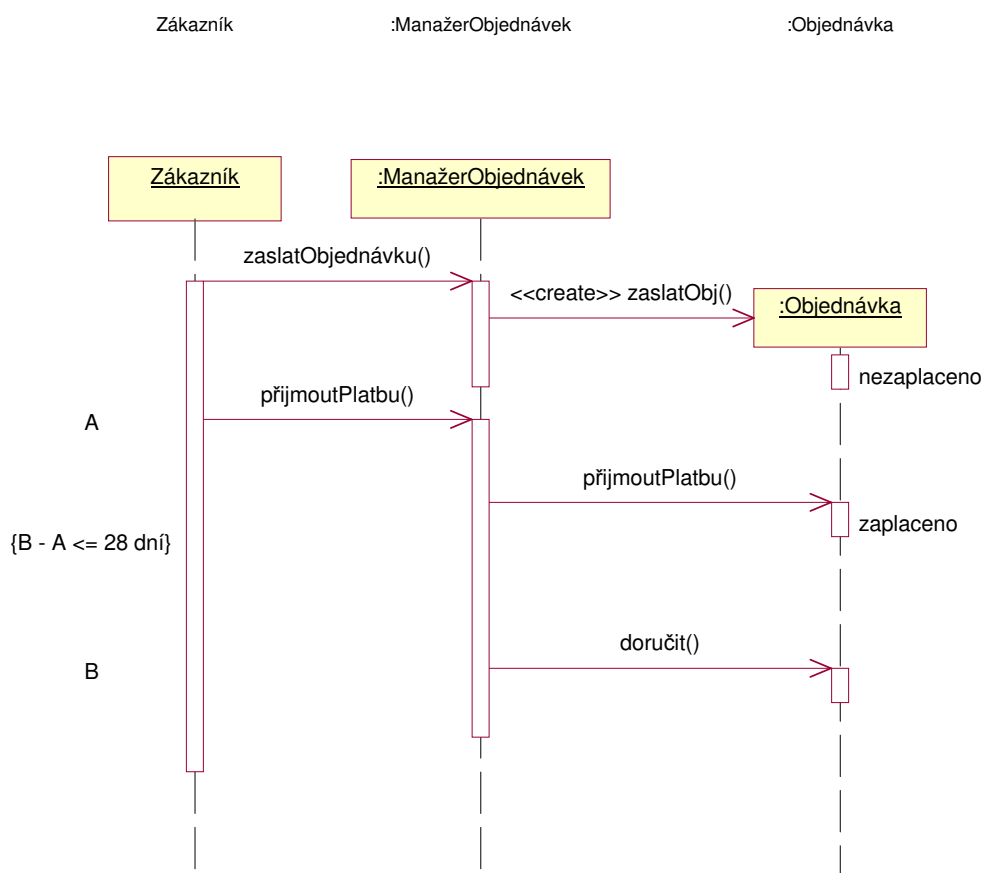 Zákazník
:ManažerObjednávek
:Objednávka
Zákazník
:ManažerObjednávek
zaslatObjednávku()
<<create>> zaslatObj()
:Objednávka
nezaplaceno
přijmoutPlatbu()
A
přijmoutPlatbu()
zaplaceno
{B - A <= 28 dní}
doručit()
B